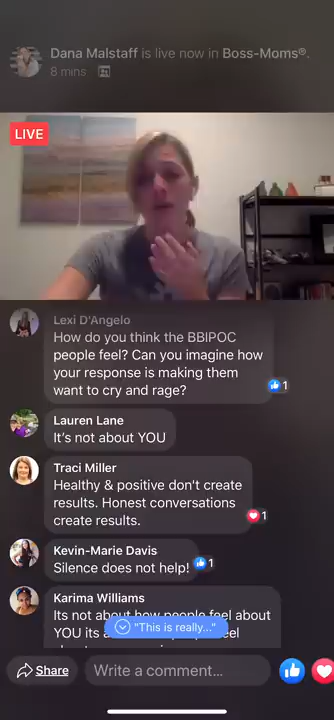 Dana Malstaff is live now in Boss-Moms®.
8 mins
LIVE
Lexi D'Angelo
How do you think the BBIPOC
people feel? Can you imagine how
your response is making them
want to cry and rage?
1
Lauren Lane
It's not about YOU
Traci Miller
Healthy & positive don't create
results. Honest conversations
create results.
1
Kevin-Marie Davis
Silence does not help!
1
Karima Williams
Its not about how people feel about
YOU its a
"This is really..."
Share
Write a comment...